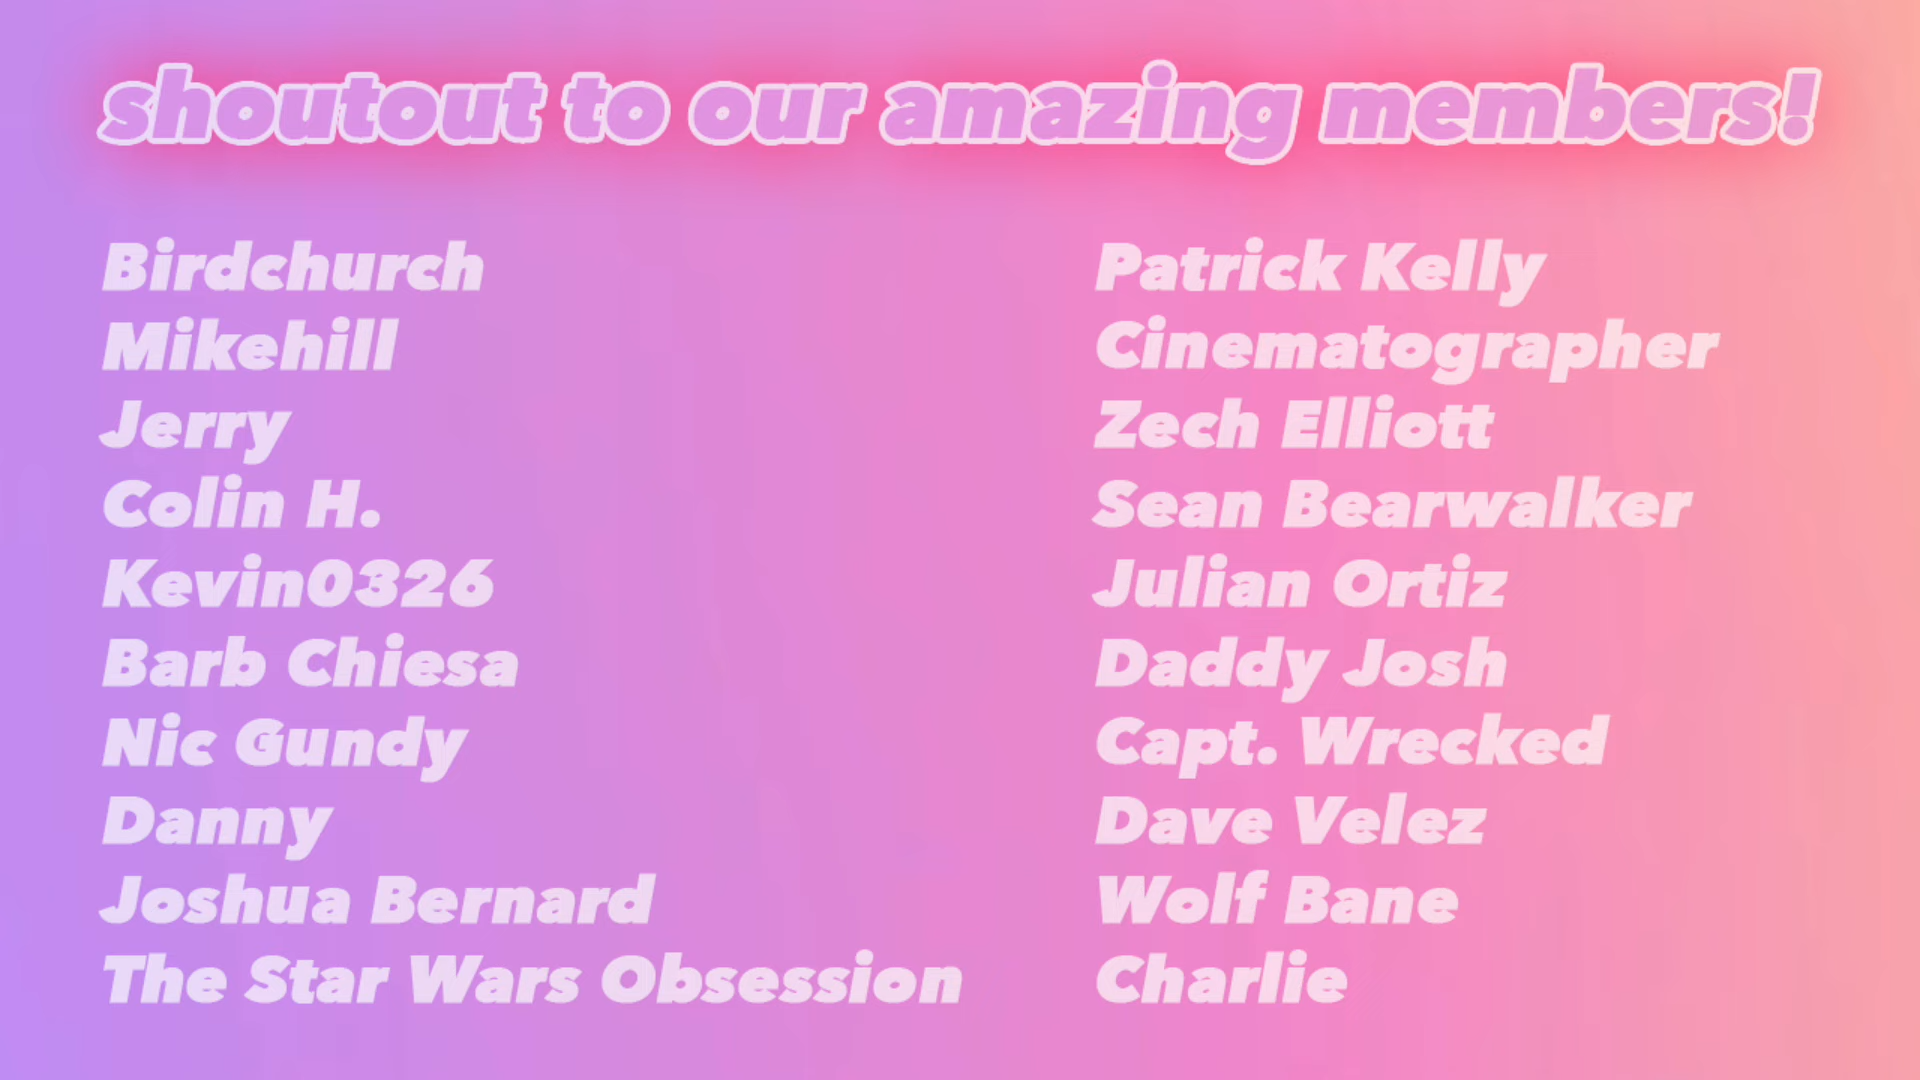 shoutout to our amazing members!
Birdchurch
Mikehill
Jerry
Colin H.
Kevin0326
Barb Chiesa
Nic Gundy
Danny
Joshua Bernard
The Star Wars Obsession
Patrick Kelly
Cinematographer
Zech Elliott
Sean Bearwalker
Julian Ortiz
Daddy Josh
Capt. Wrecked
Dave Velez
Wolf Bane
Charlie